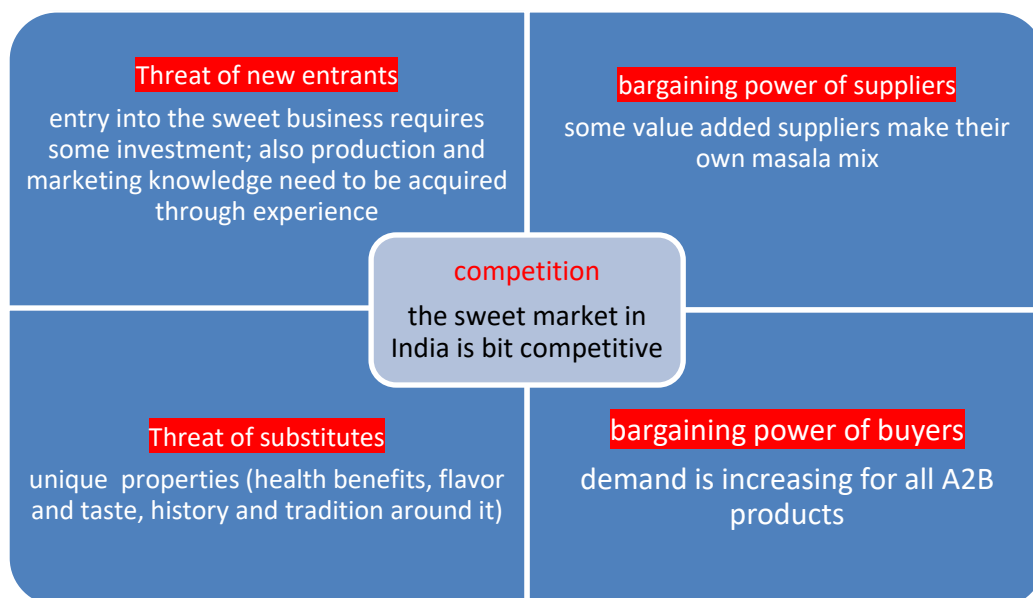 Threat of new entrants
entry into the sweet business requires
some investment; also production and
marketing knowledge need to be acquired
through experience
bargaining power of suppliers
some value added suppliers make their
own masala mix
competition
the sweet market in
India is bit competitive
Threat of substitutes
unique properties (health benefits, flavor
and taste, history and tradition around it)
bargaining power of buyers
demand is increasing for all A2B
products